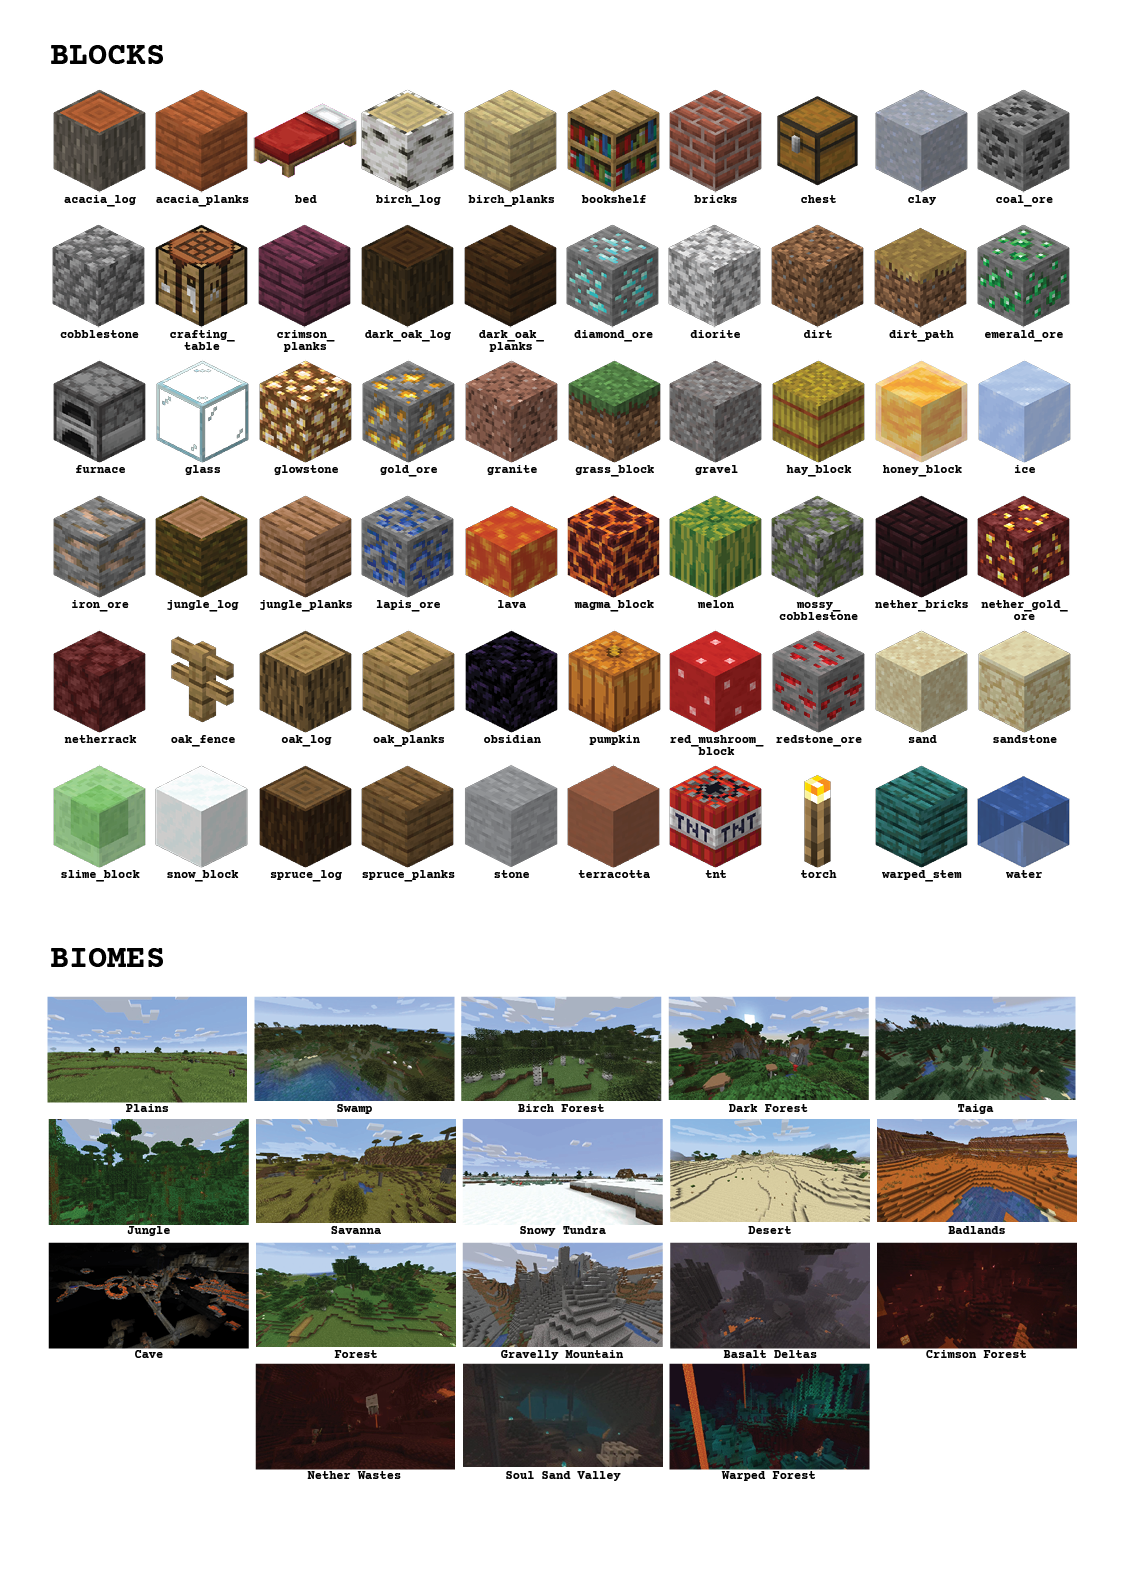 BLOCKS
acacia_log acacia_planks bed birch_log birch_planks bookshelf bricks chest clay coal_ore
cobblestone crafting_ crimson_ dark_oak_log dark_oak_ diamond_ore diorite dirt dirt_path emerald_ore
table planks planks
furnace glass glowstone gold_ore granite grass_block gravel hay_block honey_block ice
iron_ore jungle_log jungle_planks lapis_ore lava magma_block melon mossy_ nether_bricks nether_gold_
cobblestone ore
netherrack oak_fence oak_log oak_planks obsidian pumpkin red_mushroom_ redstone_ore sand sandstone
block
TNT TNT
slime_block snow_block spruce_log spruce_planks stone terracotta tnt torch warped_stem water
BIOMES
Plains Swamp Birch Forest Dark Forest Taiga
Jungle Savanna Snowy Tundra Desert Badlands
Cave Forest Gravelly Mountain Basalt Deltas Crimson Forest
Nether Wastes Soul Sand Valley Warped Forest